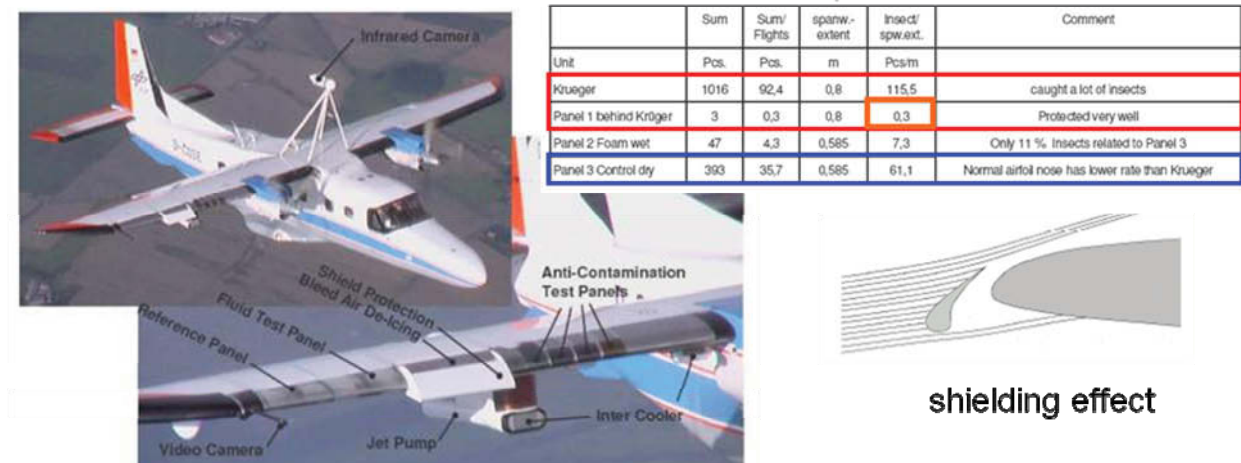 Infrared Camera
D-CODE
Sum Sum/ Flights spanw.- extent Insect/ spw.ext. Comment
Unit Pcs. Pcs. m Pcs/m
Krueger 1016 92,4 0,8 115,5 caught a lot of insects
Panel 1 behind Krüger 3 0,3 0,8 0,3 Protected very well
Panel 2 Foam wet 47 4,3 0,585 7,3 Only 11 % Insects related to Panel 3
Panel 3 Control dry 393 35,7 0,585 61,1 Normal airfoil nose has lower rate than Krueger
Shield Protection
Bleed Air De-Icing
Fluid Test Panel
Reference Panel
Anti-Contamination
Test Panels
Video Camera
Jet Pump
Inter Cooler
shielding effect